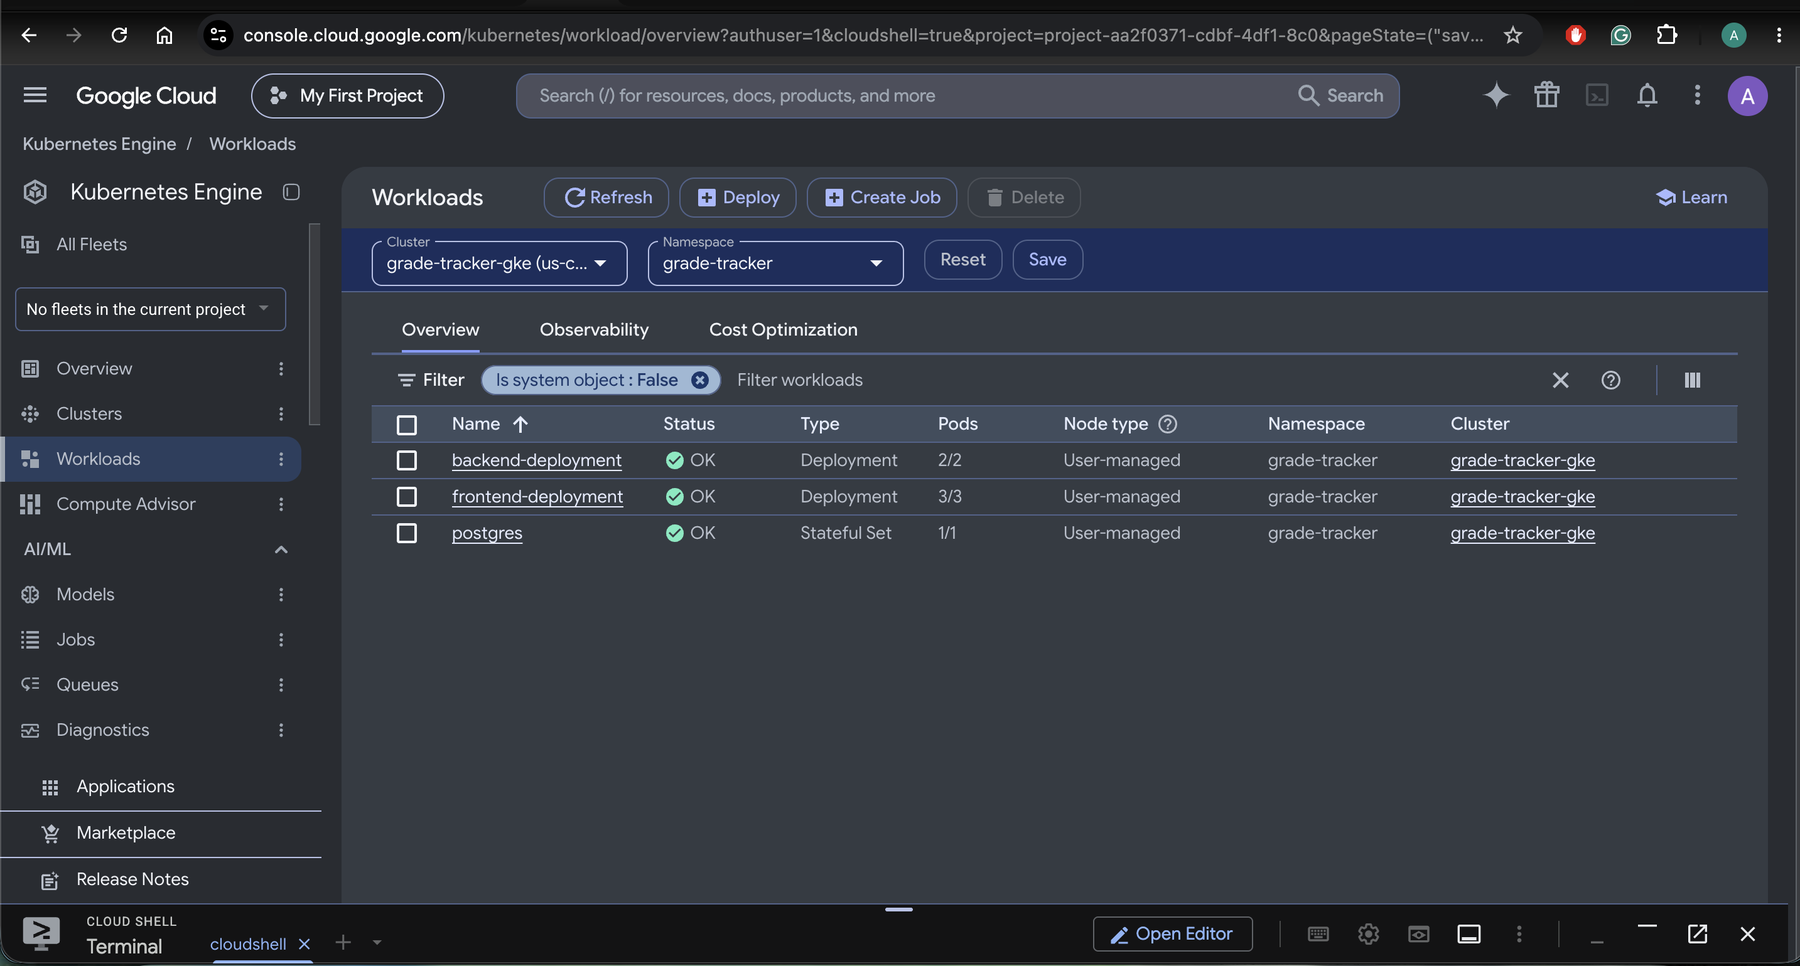 console.cloud.google.com/kubernetes/workload/overview?authuser=1&cloudshell=true&project=project-aa2f0371-cdbf-4df1-8c0&pageState=("sav...
A
Google Cloud
My First Project
Search (/) for resources, docs, products, and more
Search
A
Kubernetes Engine / Workloads
Kubernetes Engine
All Fleets
No fleets in the current project
Overview
Clusters
Workloads
Compute Advisor
AI/ML
Models
Jobs
Queues
Diagnostics
Applications
Marketplace
Release Notes
Workloads
Refresh
Deploy
Create Job
Delete
Learn
Cluster
grade-tracker-gke (us-c...
Namespace
grade-tracker
Reset
Save
Overview
Observability
Cost Optimization
Filter
Is system object : False
Filter workloads
Name Status Type Pods Node type Namespace Cluster
backend-deployment OK Deployment 2/2 User-managed grade-tracker grade-tracker-gke
frontend-deployment OK Deployment 3/3 User-managed grade-tracker grade-tracker-gke
postgres OK Stateful Set 1/1 User-managed grade-tracker grade-tracker-gke
CLOUD SHELL
Terminal
cloudshell
Open Editor